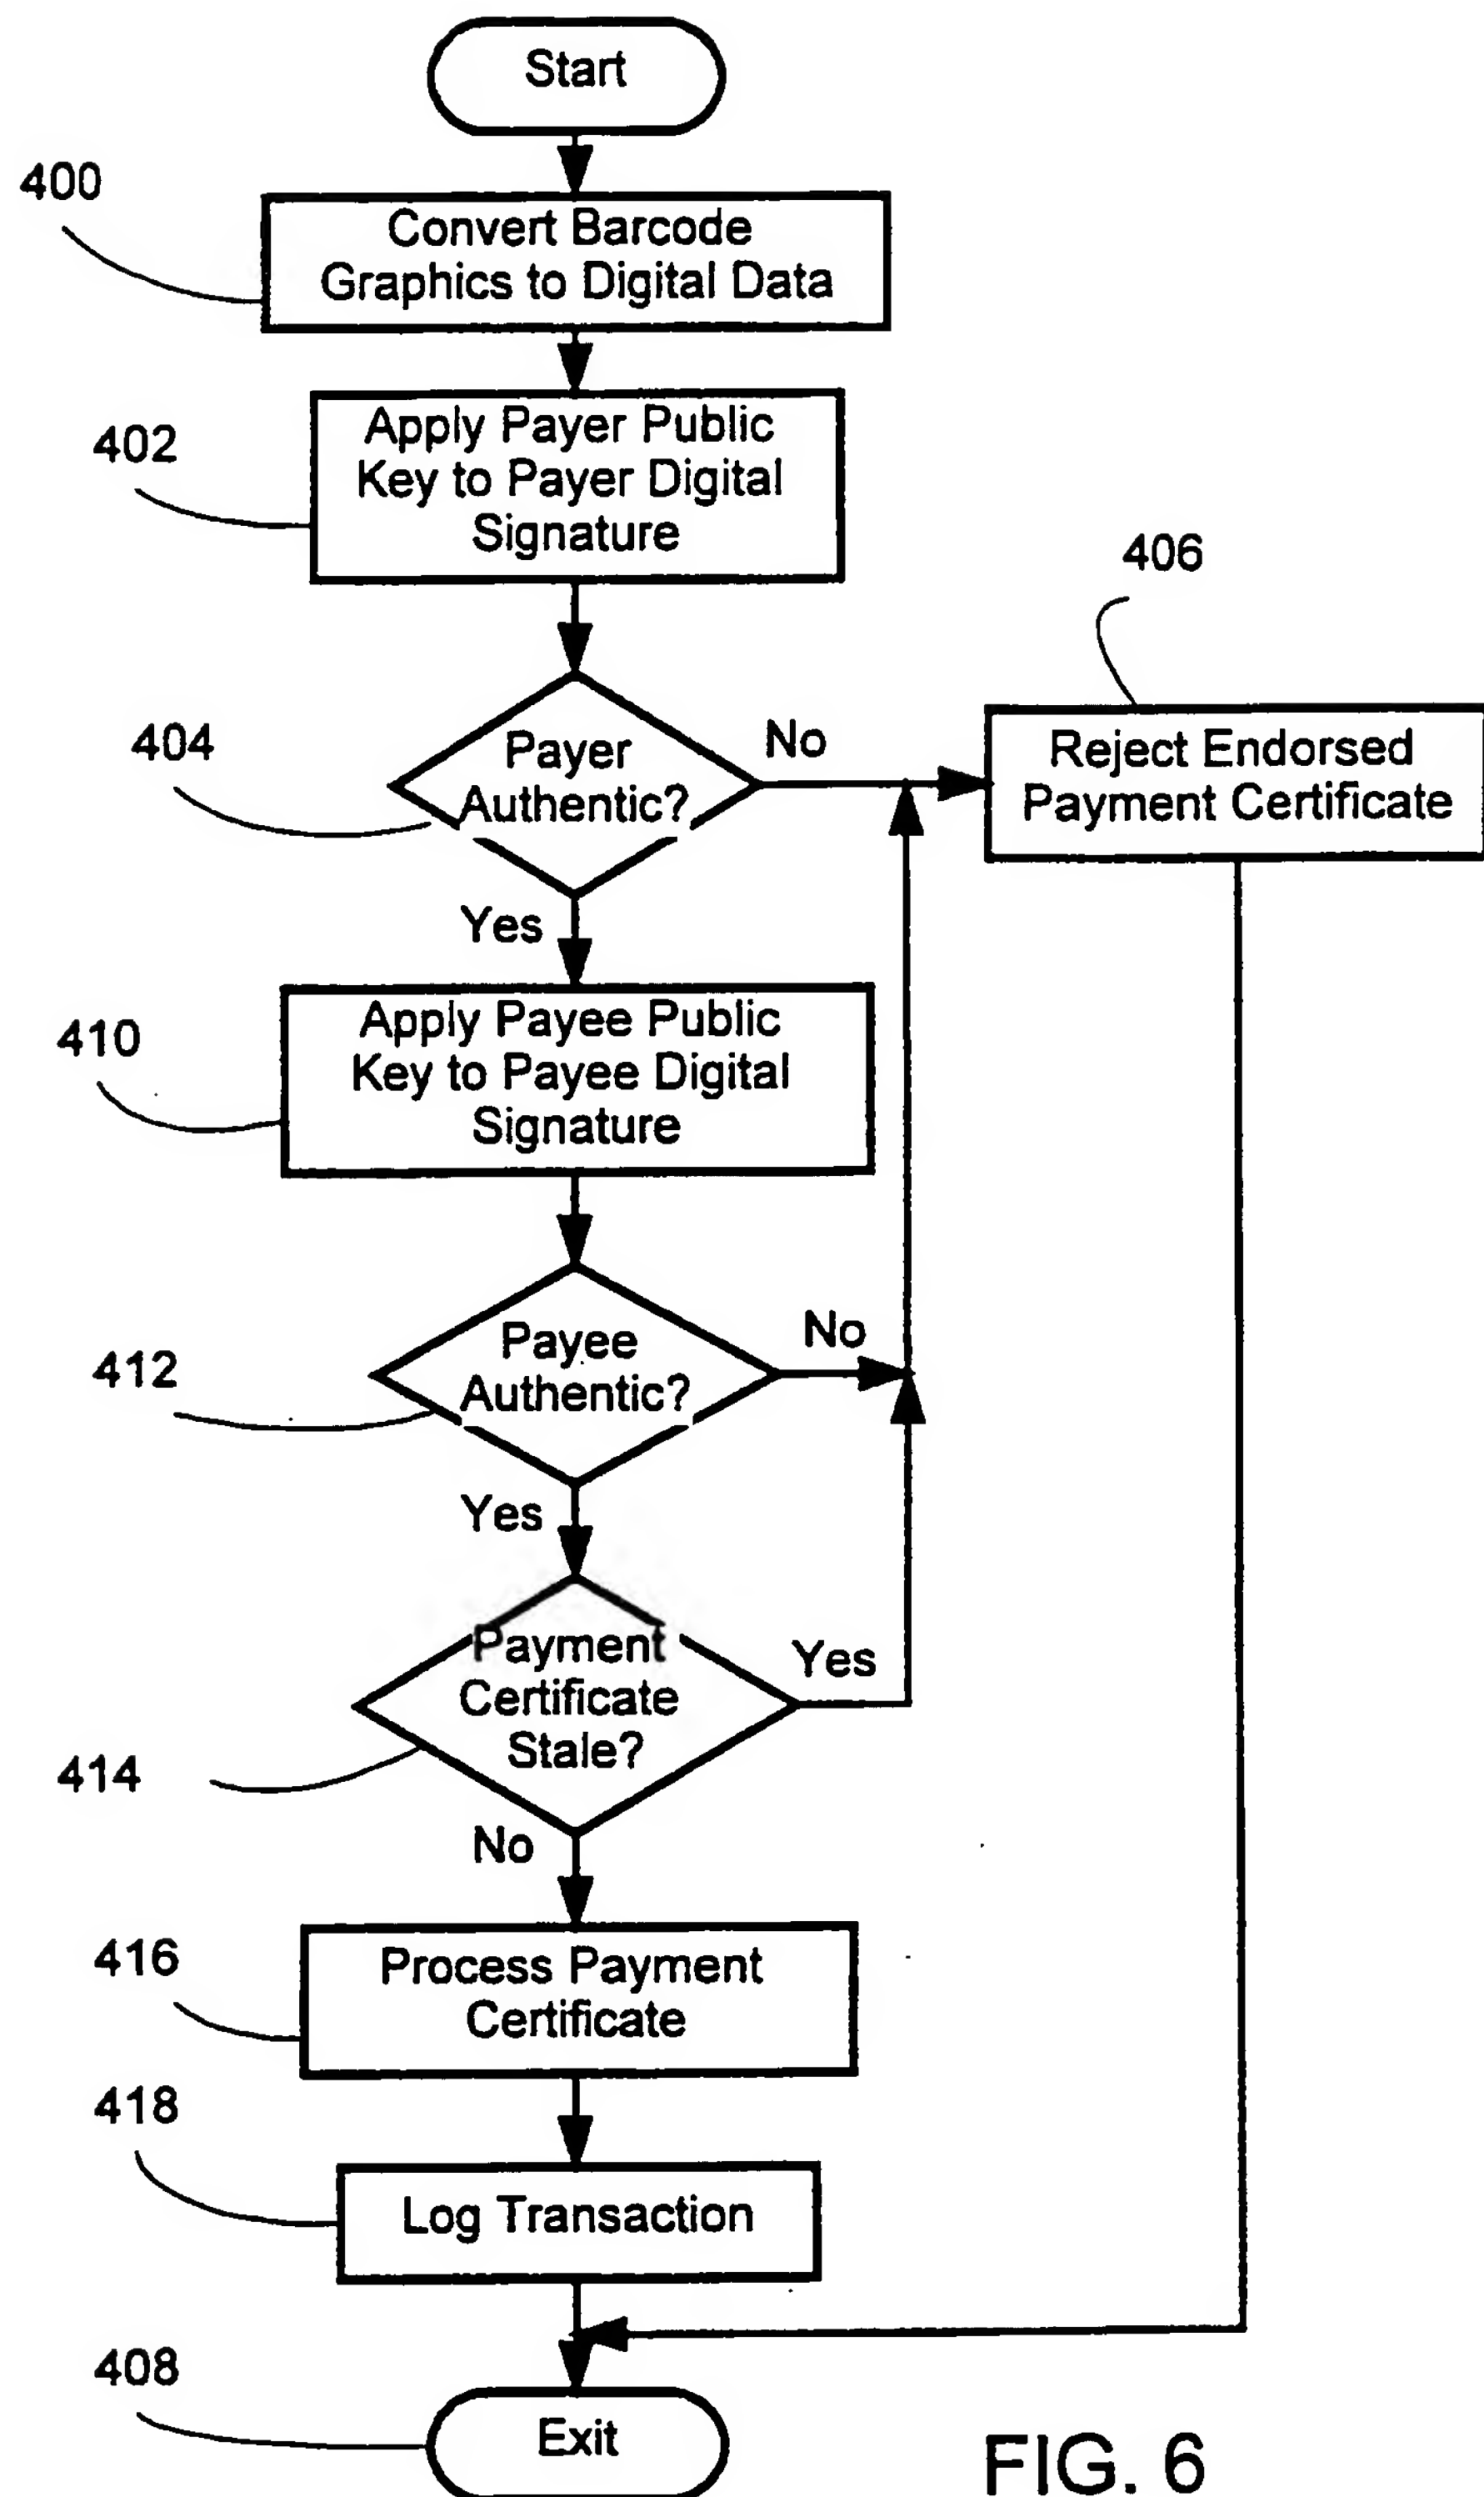 Start
400
Convert Barcode
Graphics to Digital Data
402
Apply Payer Public
Key to Payer Digital
Signature
406
404
Payer
Authentic?
No
Reject Endorsed
Payment Certificate
Yes
410
Apply Payee Public
Key to Payee Digital
Signature
412
Payee
Authentic?
No
Yes
414
Payment
Certificate
Stale?
Yes
No
416
Process Payment
Certificate
418
Log Transaction
408
Exit
FIG. 6